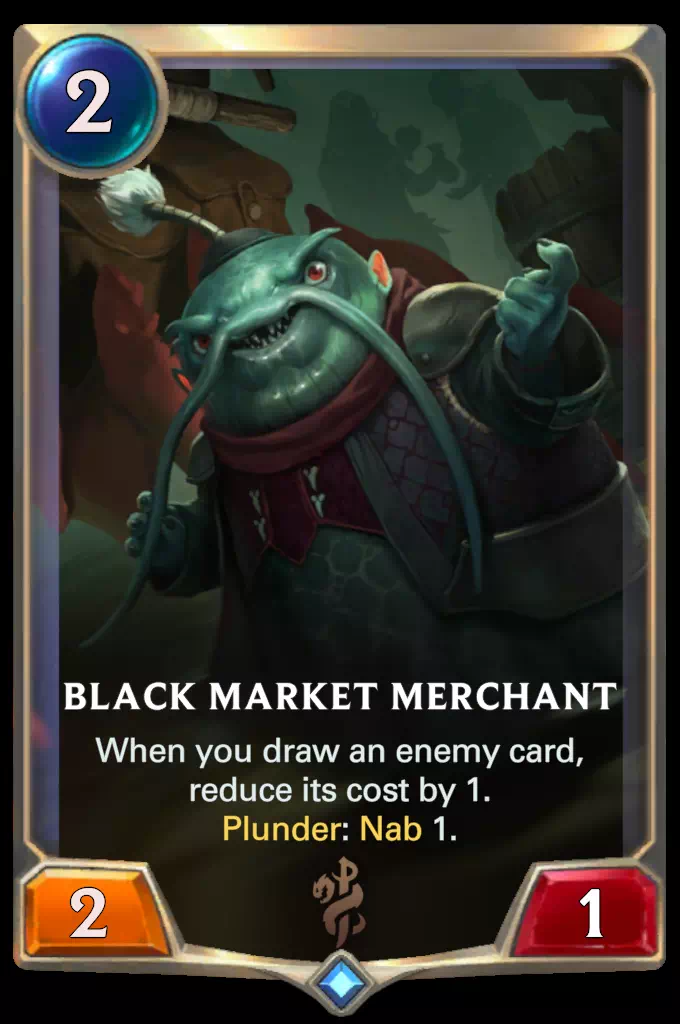 2
BLACK MARKET MERCHANT
When you draw an enemy card,
reduce its cost by 1.
Plunder: Nab 1.
2
1